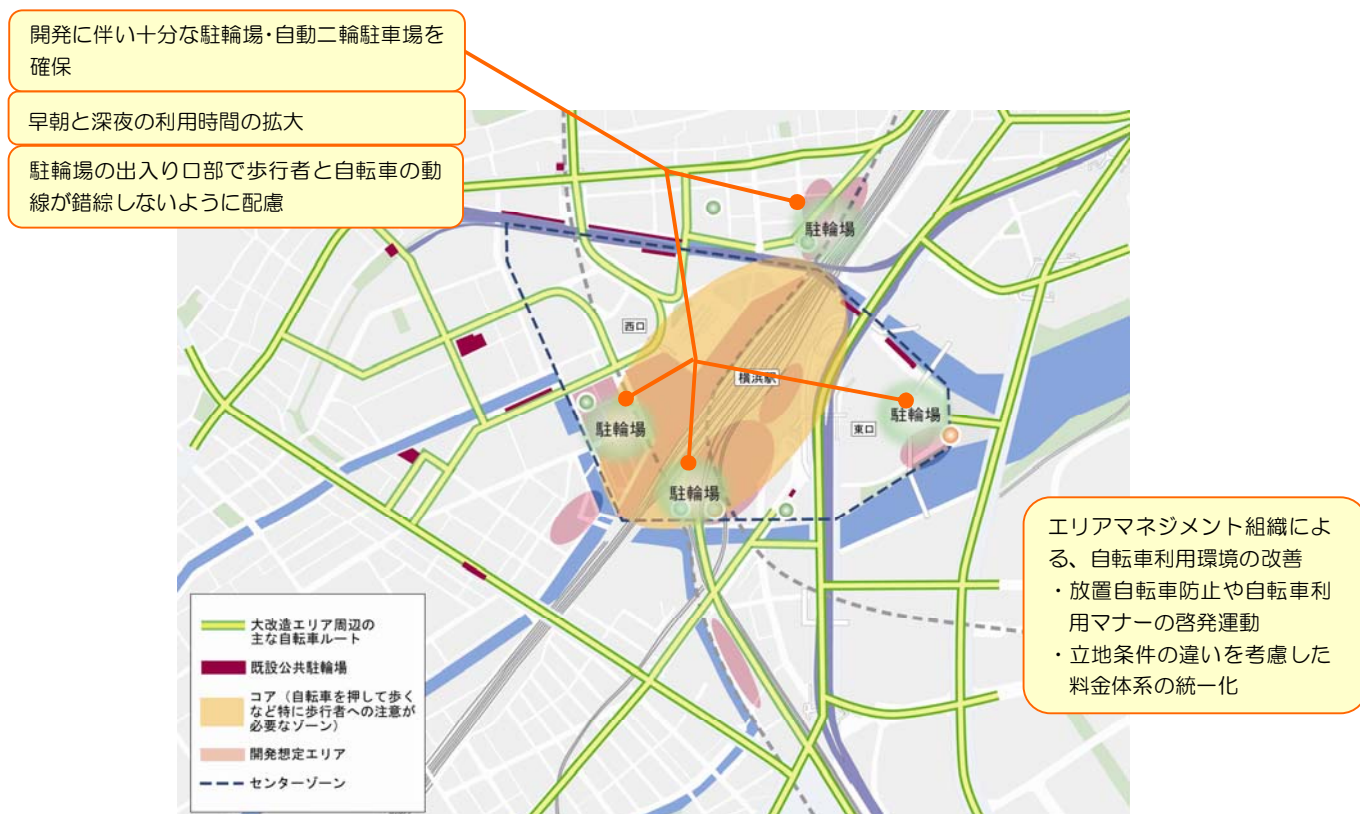 開発に伴い十分な駐輪場･自動二輪駐車場を
確保
早朝と深夜の利用時間の拡大
駐輪場の出入り口部で歩行者と自転車の動
線が錯綜しないように配慮
駐輪場
西口
横浜駅
駐輪場
駐輪場
東口
駐輪場
エリアマネジメント組織によ
る、自転車利用環境の改善
・放置自転車防止や自転車利
用マナーの啓発運動
・立地条件の違いを考慮した
料金体系の統一化
大改造エリア周辺の
主な自転車ルート
既設公共駐輪場
コア（自転車を押して歩く
など特に歩行者への注意が
必要なゾーン）
開発想定エリア
センターゾーン